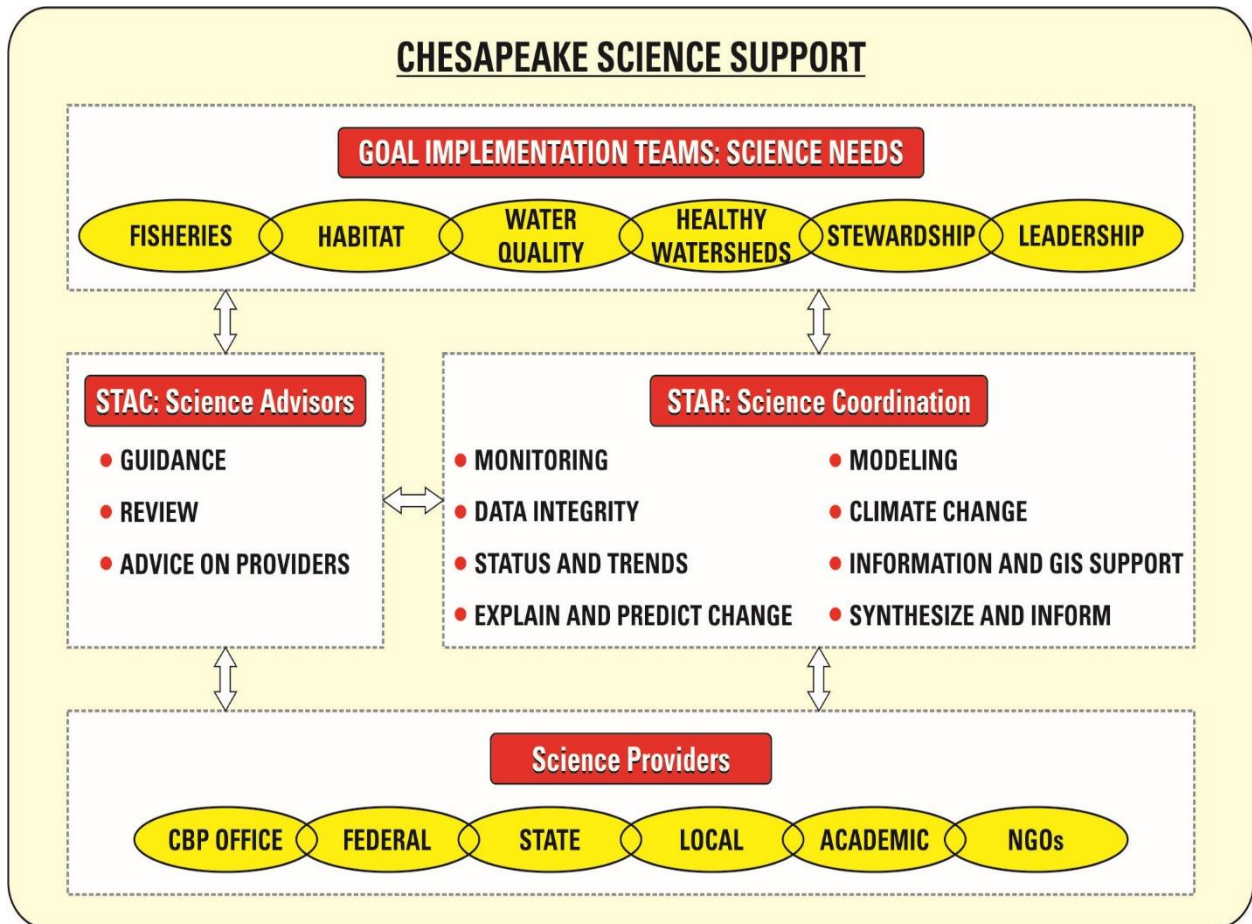 CHESAPEAKE SCIENCE SUPPORT
GOAL IMPLEMENTATION TEAMS: SCIENCE NEEDS
FISHERIES
HABITAT
WATER
QUALITY
HEALTHY
WATERSHEDS
STEWARDSHIP
LEADERSHIP
STAC: Science Advisors
GUIDANCE
REVIEW
ADVICE ON PROVIDERS
STAR: Science Coordination
MONITORING
DATA INTEGRITY
STATUS AND TRENDS
EXPLAIN AND PREDICT CHANGE
MODELING
CLIMATE CHANGE
INFORMATION AND GIS SUPPORT
SYNTHESIZE AND INFORM
Science Providers
CBP OFFICE
FEDERAL
STATE
LOCAL
ACADEMIC
NGOs